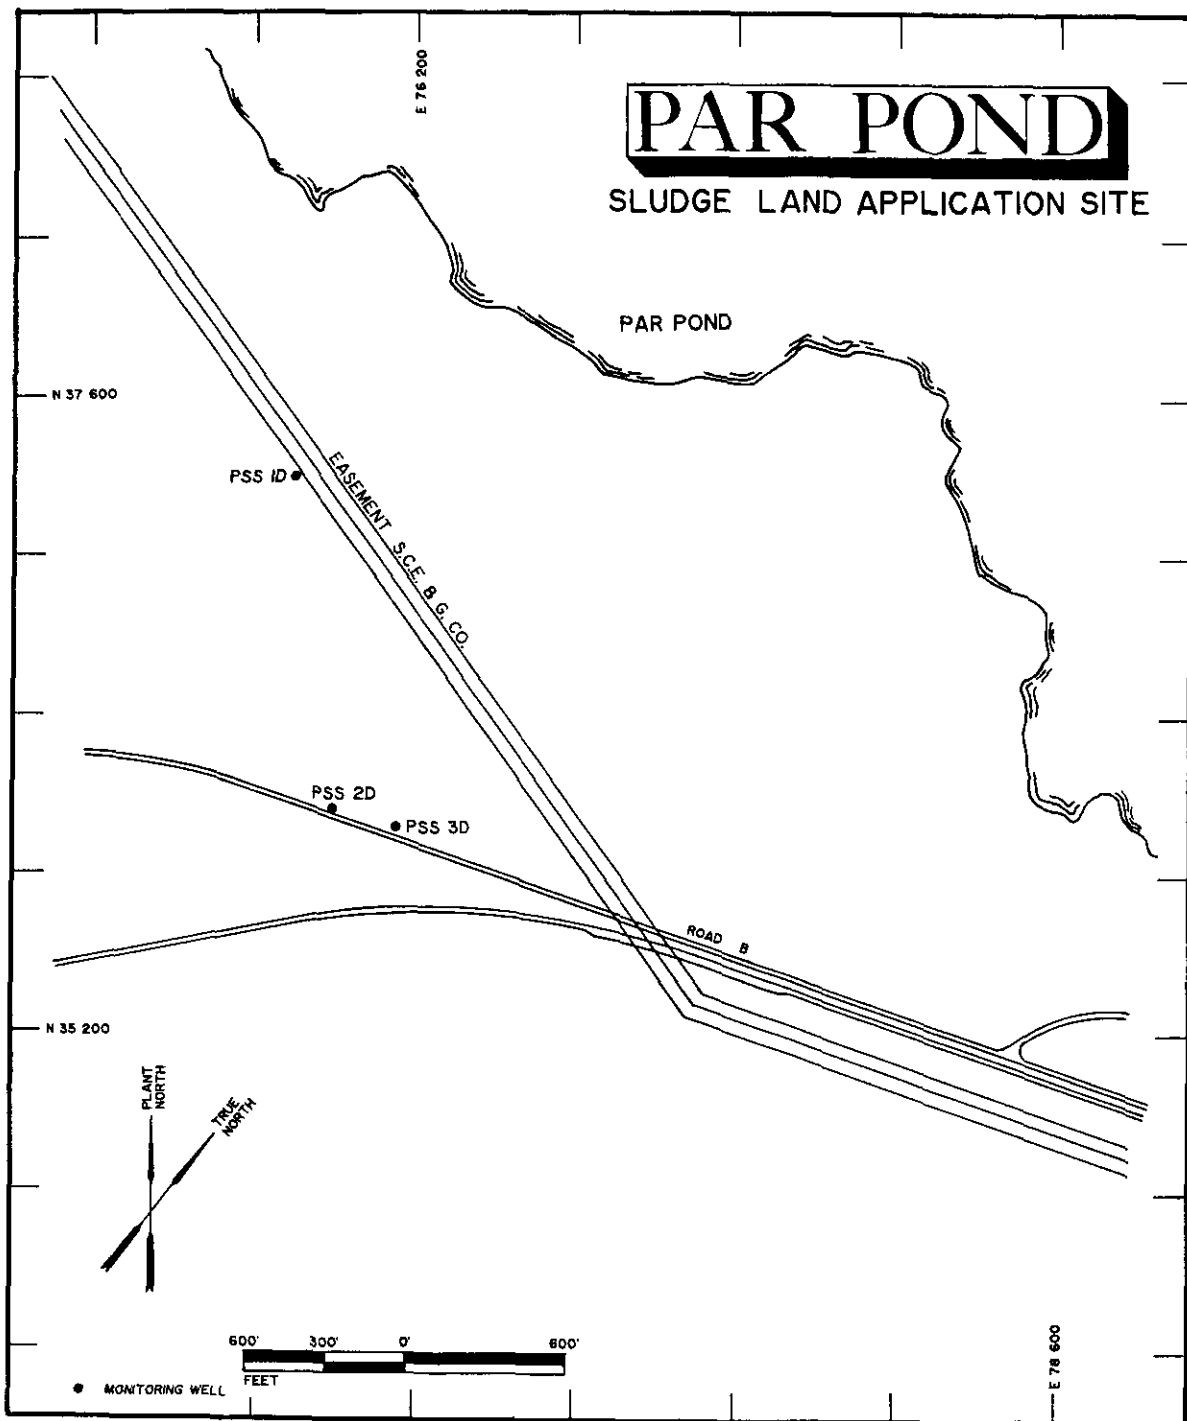 E 76 200
PAR POND
SLUDGE LAND APPLICATION SITE
PAR POND
N 37 600
PSS 1D
EASEMENT S.C.E. & G. CO.
PSS 2D
PSS 3D
ROAD B
N 35 200
PLANT
NORTH
TRUE
NORTH
600' 300' 0' 600'
FEET
MONITORING WELL
E 78 600